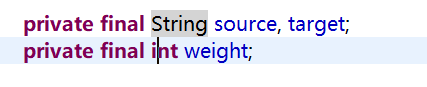 private final String source, target;
private final int weight;